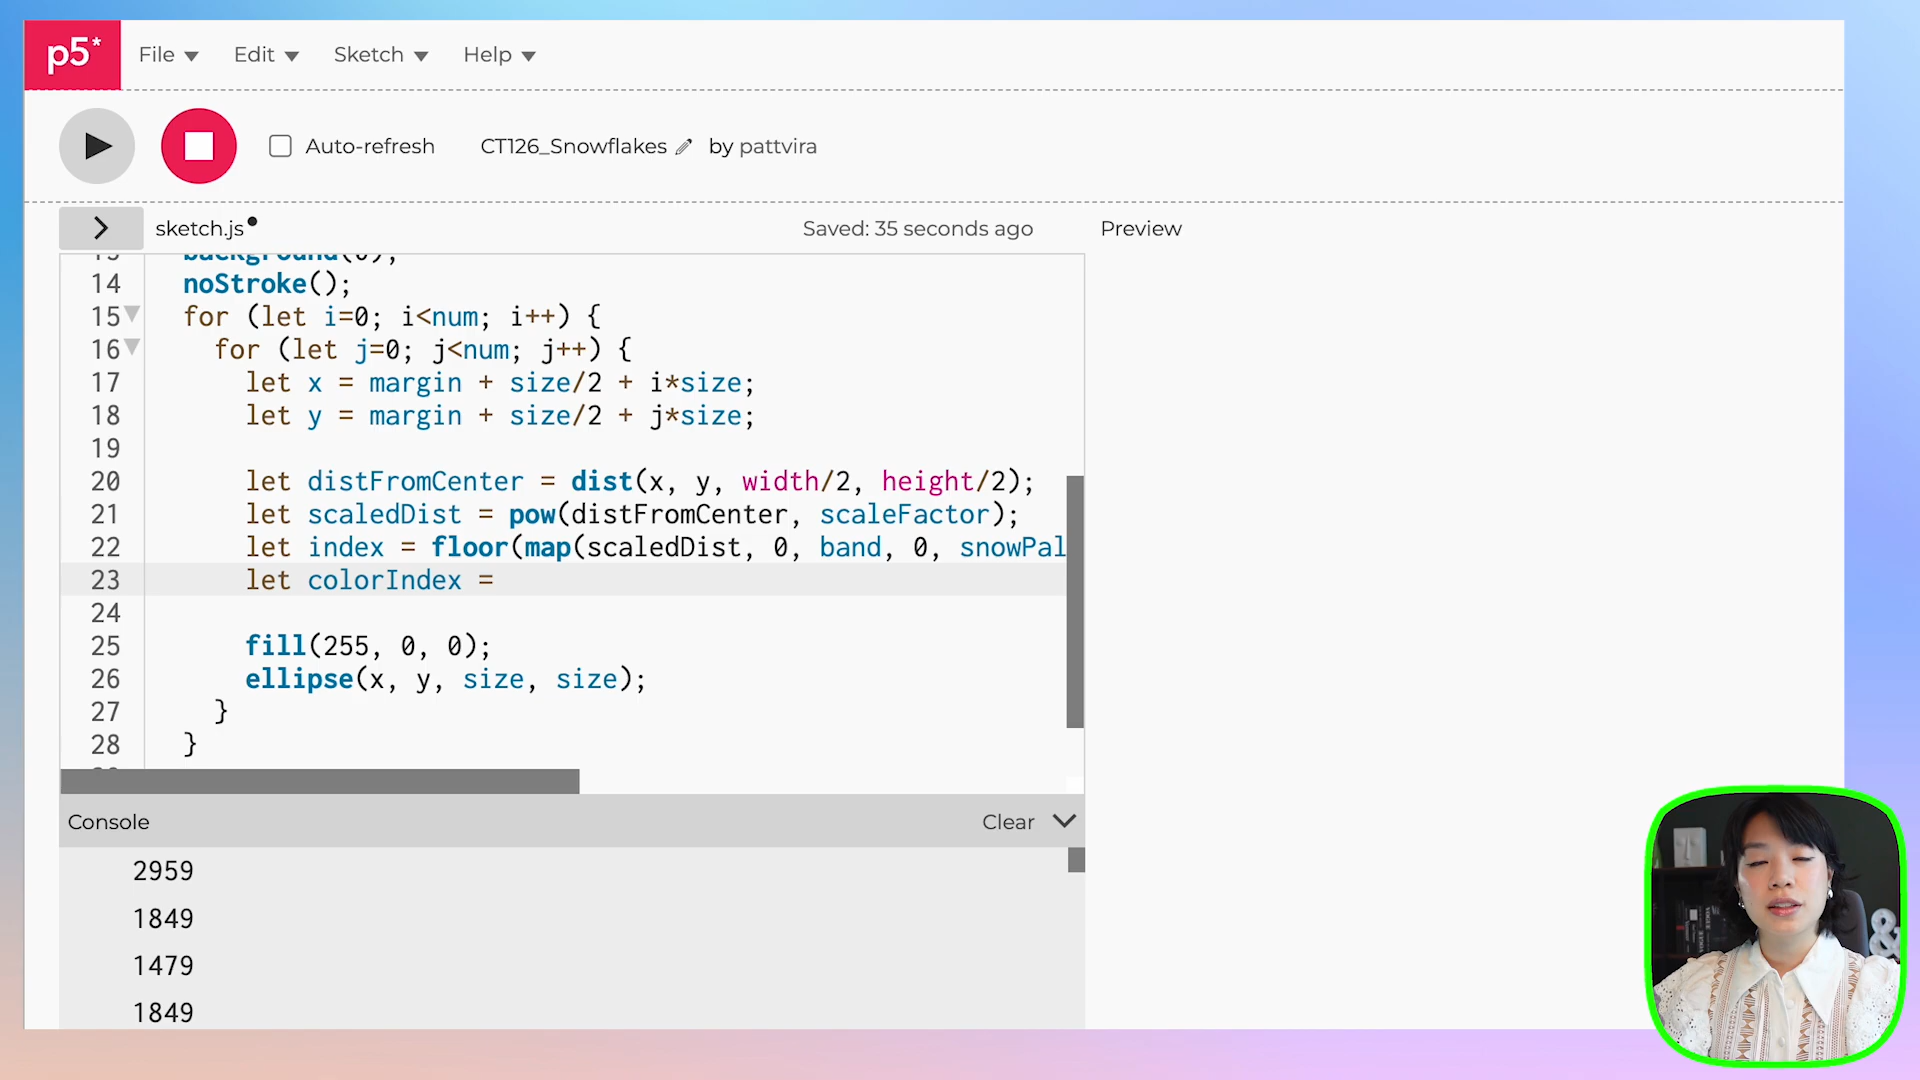 p5*
File Edit Sketch Help
Auto-refresh CT126_Snowflakes by pattvira
sketch.js Saved: 35 seconds ago Preview
13 background(0);
14 noStroke();
15 for (let i=0; i<num; i++) {
16 for (let j=0; j<num; j++) {
17 let x = margin + size/2 + i*size;
18 let y = margin + size/2 + j*size;
19
20 let distFromCenter = dist(x, y, width/2, height/2);
21 let scaledDist = pow(distFromCenter, scaleFactor);
22 let index = floor(map(scaledDist, 0, band, 0, snowPal
23 let colorIndex =
24
25 fill(255, 0, 0);
26 ellipse(x, y, size, size);
27 }
28 }
Console Clear
2959
1849
1479
1849